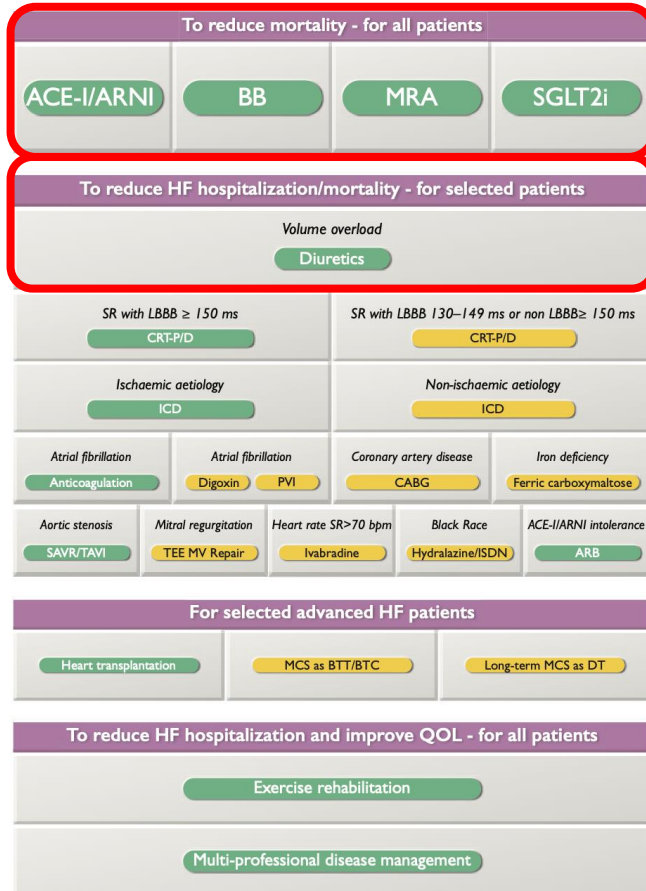 To reduce mortality - for all patients
ACE-I/ARNI
BB
MRA
SGLT2i
To reduce HF hospitalization/mortality - for selected patients
Volume overload
Diuretics
SR with LBBB ≥ 150 ms
CRT-P/D
SR with LBBB 130–149 ms or non LBBB≥ 150 ms
CRT-P/D
Ischaemic aetiology
ICD
Non-ischaemic aetiology
ICD
Atrial fibrillation
Anticoagulation
Atrial fibrillation
Digoxin
PVI
Coronary artery disease
CABG
Iron deficiency
Ferric carboxymaltose
Aortic stenosis
SAVR/TAVI
Mitral regurgitation
TEE MV Repair
Heart rate SR>70 bpm
Ivabradine
Black Race
Hydralazine/ISDN
ACE-I/ARNI intolerance
ARB
For selected advanced HF patients
Heart transplantation
MCS as BTT/BTC
Long-term MCS as DT
To reduce HF hospitalization and improve QOL - for all patients
Exercise rehabilitation
Multi-professional disease management